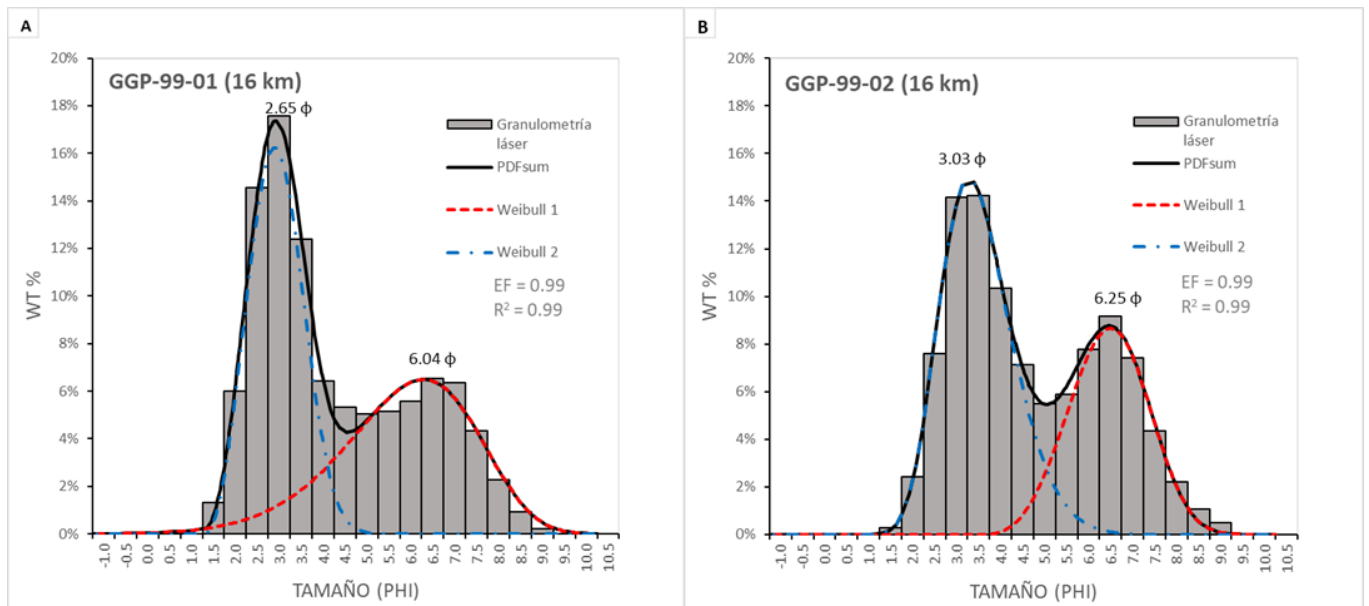 A
GGP-99-01 (16 km)
20%
18%
16%
14%
12%
10%
8%
6%
4%
2%
0%
WT %
2.65 ϕ
6.04 ϕ
Granulometría
láser
PDFsum
Weibull 1
Weibull 2
EF = 0.99
R² = 0.99
-1.0 -0.5 0.0 0.5 1.0 1.5 2.0 2.5 3.0 3.5 4.0 4.5 5.0 5.5 6.0 6.5 7.0 7.5 8.0 8.5 9.0 9.5 10.0 10.5
TAMAÑO (PHI)
B
GGP-99-02 (16 km)
20%
18%
16%
14%
12%
10%
8%
6%
4%
2%
0%
WT %
3.03 ϕ
6.25 ϕ
Granulometría
láser
PDFsum
Weibull 1
Weibull 2
EF = 0.99
R² = 0.99
-1.0 -0.5 0.0 0.5 1.0 1.5 2.0 2.5 3.0 3.5 4.0 4.5 5.0 5.5 6.0 6.5 7.0 7.5 8.0 8.5 9.0 9.5 10.0 10.5
TAMAÑO (PHI)